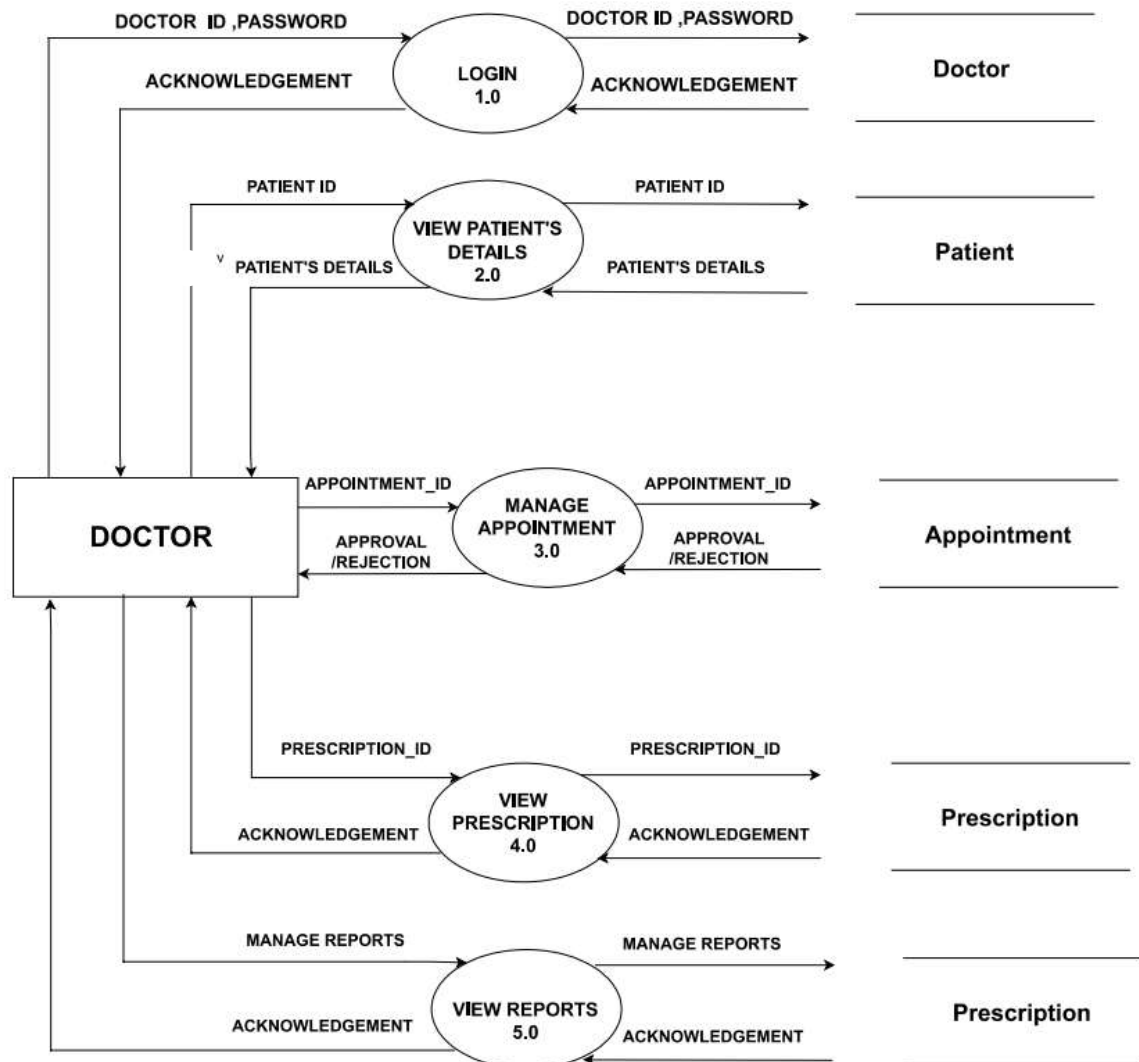 DOCTOR ID ,PASSWORD
DOCTOR ID ,PASSWORD
LOGIN
1.0
Doctor
ACKNOWLEDGEMENT
ACKNOWLEDGEMENT
PATIENT ID
PATIENT ID
VIEW PATIENT'S
DETAILS
2.0
Patient
v
PATIENT'S DETAILS
PATIENT'S DETAILS
DOCTOR
APPOINTMENT_ID
APPOINTMENT_ID
MANAGE
APPOINTMENT
3.0
Appointment
APPROVAL
/REJECTION
APPROVAL
/REJECTION
PRESCRIPTION_ID
PRESCRIPTION_ID
VIEW
PRESCRIPTION
4.0
Prescription
ACKNOWLEDGEMENT
ACKNOWLEDGEMENT
MANAGE REPORTS
MANAGE REPORTS
VIEW REPORTS
5.0
Prescription
ACKNOWLEDGEMENT
ACKNOWLEDGEMENT